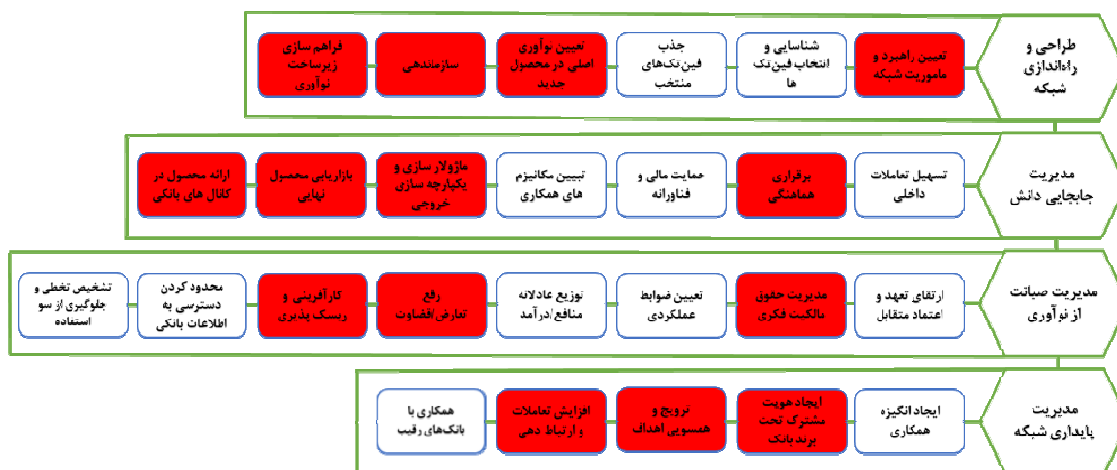 طراحی و
راه‌اندازی
شبکه
تعیین راهبرد و
ماموریت شبکه
شناسایی و
انتخاب فین‌تک
ها
جذب
فین‌تک‌های
منتخب
تعیین نوآوری
اصلی در محصول
جدید
سازماندهی
فراهم سازی
زیرساخت
نوآوری
مدیریت
جابجایی دانش
تسهیل تعاملات
داخلی
برقراری
هماهنگی
حمایت مالی و
فناورانه
تبیین مکانیزم
های همکاری
ماژولار سازی و
یکپارچه سازی
خروجی
بازاریابی محصول
نهایی
ارائه محصول در
کانال های بانکی
مدیریت صیانت
از نوآوری
ارتقای تعهد و
اعتماد متقابل
مدیریت حقوق
مالکیت فکری
تعیین ضوابط
عملکردی
توزیع عادلانه
منافع/درآمد
رفع
تعارض/قضاوت
کارآفرینی و
ریسک پذیری
محدود کردن
دسترسی به
اطلاعات بانکی
تشخیص تخطی و
جلوگیری از سو
استفاده
مدیریت
پایداری شبکه
ایجاد انگیزه
همکاری
ایجاد هویت
مشترک تحت
برند بانک
ترویج و
همسویی اهداف
افزایش تعاملات
و ارتباط دهی
همکاری با
بانک‌های رقیب